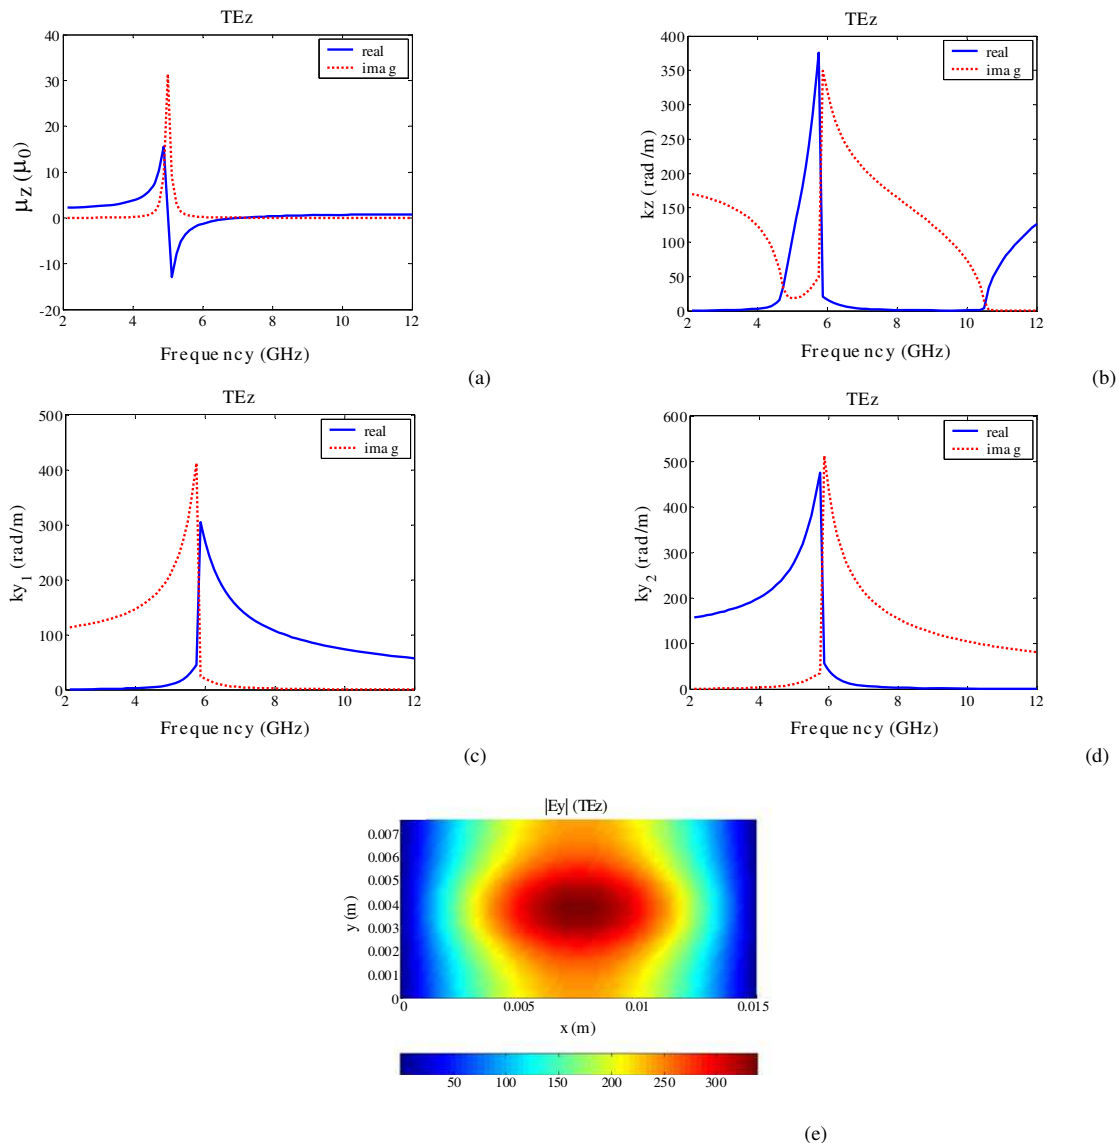 TEz
40
30
20
10
0
-10
-20
2 4 6 8 10 12
real
ima g
μz (μ0)
Freque ncy (GHz)
(a)
TEz
400
350
300
250
200
150
100
50
0
2 4 6 8 10 12
real
ima g
kz ( rad /m)
Freque ncy (GHz)
(b)
TEz
500
400
300
200
100
0
2 4 6 8 10 12
real
ima g
ky1 (rad/m)
Freque ncy (GHz)
(c)
TEz
600
500
400
300
200
100
0
2 4 6 8 10 12
real
ima g
ky2 (rad/m)
Freque ncy (GHz)
(d)
|Ey| (TEz)
0.007
0.006
0.005
0.004
0.003
0.002
0.001
0
0 0.005 0.01 0.015
y (m)
x (m)
50 100 150 200 250 300
(e)